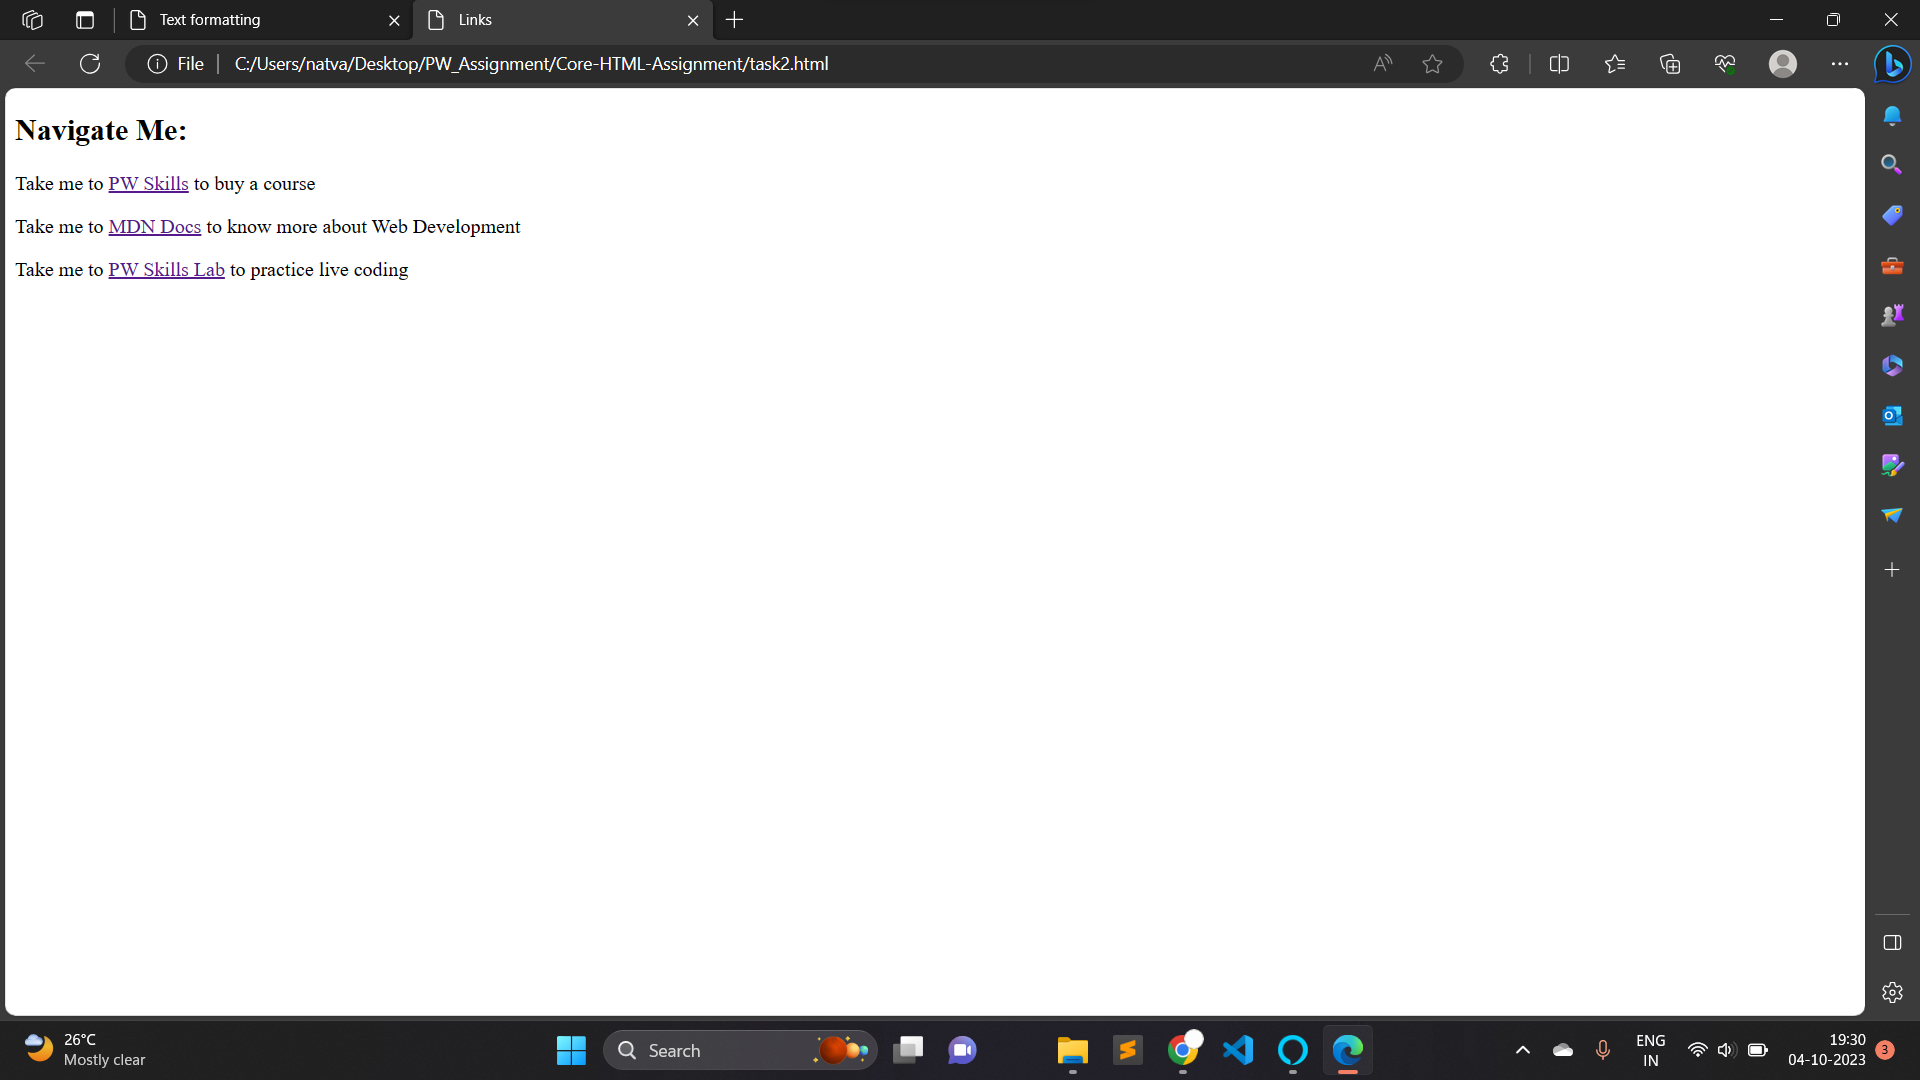 Text formatting
Links
File
C:/Users/natva/Desktop/PW_Assignment/Core-HTML-Assignment/task2.html
Navigate Me:
Take me to PW Skills to buy a course
Take me to MDN Docs to know more about Web Development
Take me to PW Skills Lab to practice live coding
26°C
Mostly clear
Search
ENG
IN
19:30
04-10-2023
3